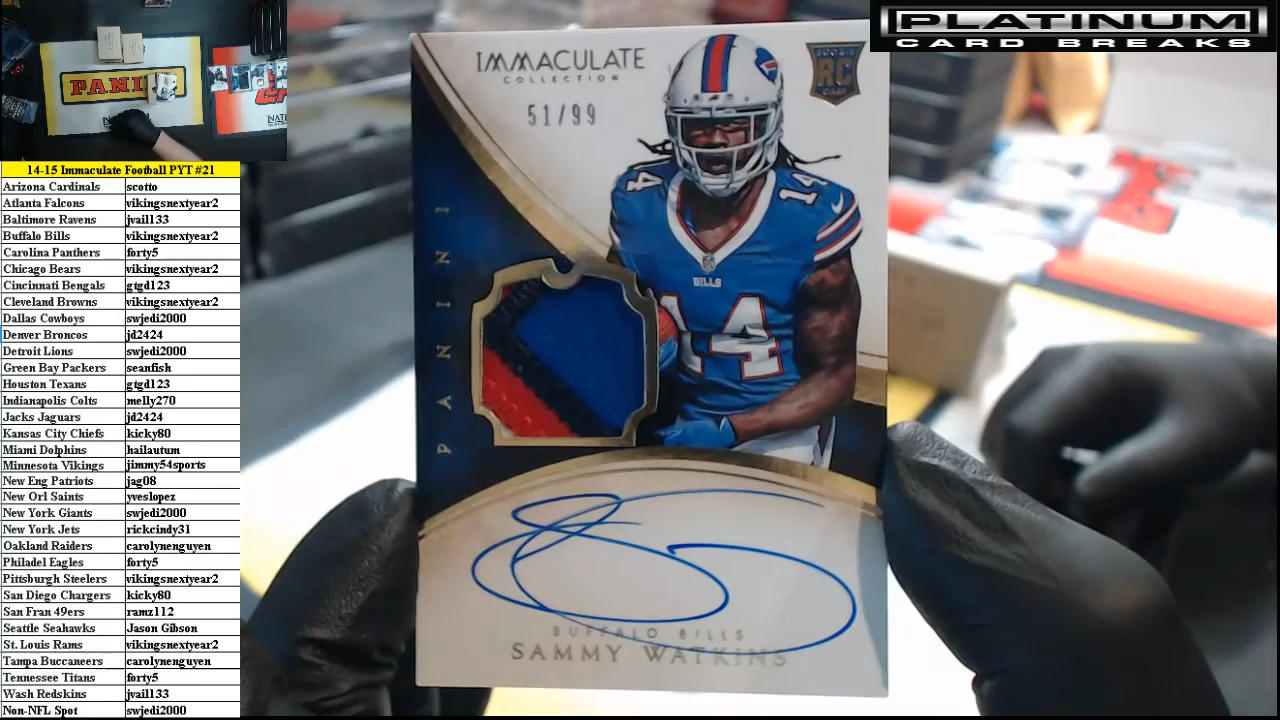 PLATINUM
CARD BREAKS
PANINI
14-15 Immaculate Football PYT #21
Arizona Cardinals scotto
Atlanta Falcons vikingsnextyear2
Baltimore Ravens jvail133
Buffalo Bills vikingsnextyear2
Carolina Panthers forty5
Chicago Bears vikingsnextyear2
Cincinnati Bengals gtgd123
Cleveland Browns vikingsnextyear2
Dallas Cowboys swjedi2000
Denver Broncos jd2424
Detroit Lions swjedi2000
Green Bay Packers seanfish
Houston Texans gtgd123
Indianapolis Colts melly270
Jacks Jaguars jd2424
Kansas City Chiefs kicky80
Miami Dolphins hailautum
Minnesota Vikings jimmy54sports
New Eng Patriots jag08
New Orl Saints yveslopez
New York Giants swjedi2000
New York Jets rickcindy31
Oakland Raiders carolynenguyen
Philadel Eagles forty5
Pittsburgh Steelers vikingsnextyear2
San Diego Chargers kicky80
San Fran 49ers ramz112
Seattle Seahawks Jason Gibson
St. Louis Rams vikingsnextyear2
Tampa Buccaneers carolynenguyen
Tennessee Titans forty5
Wash Redskins jvail133
Non-NFL Spot swjedi2000
IMMACULATE
COLLECTION
51/99
ROOKIE
RC
CARD
14
14
BILLS
14
PANINI
BUFFALO BILLS
SAMMY WATKINS